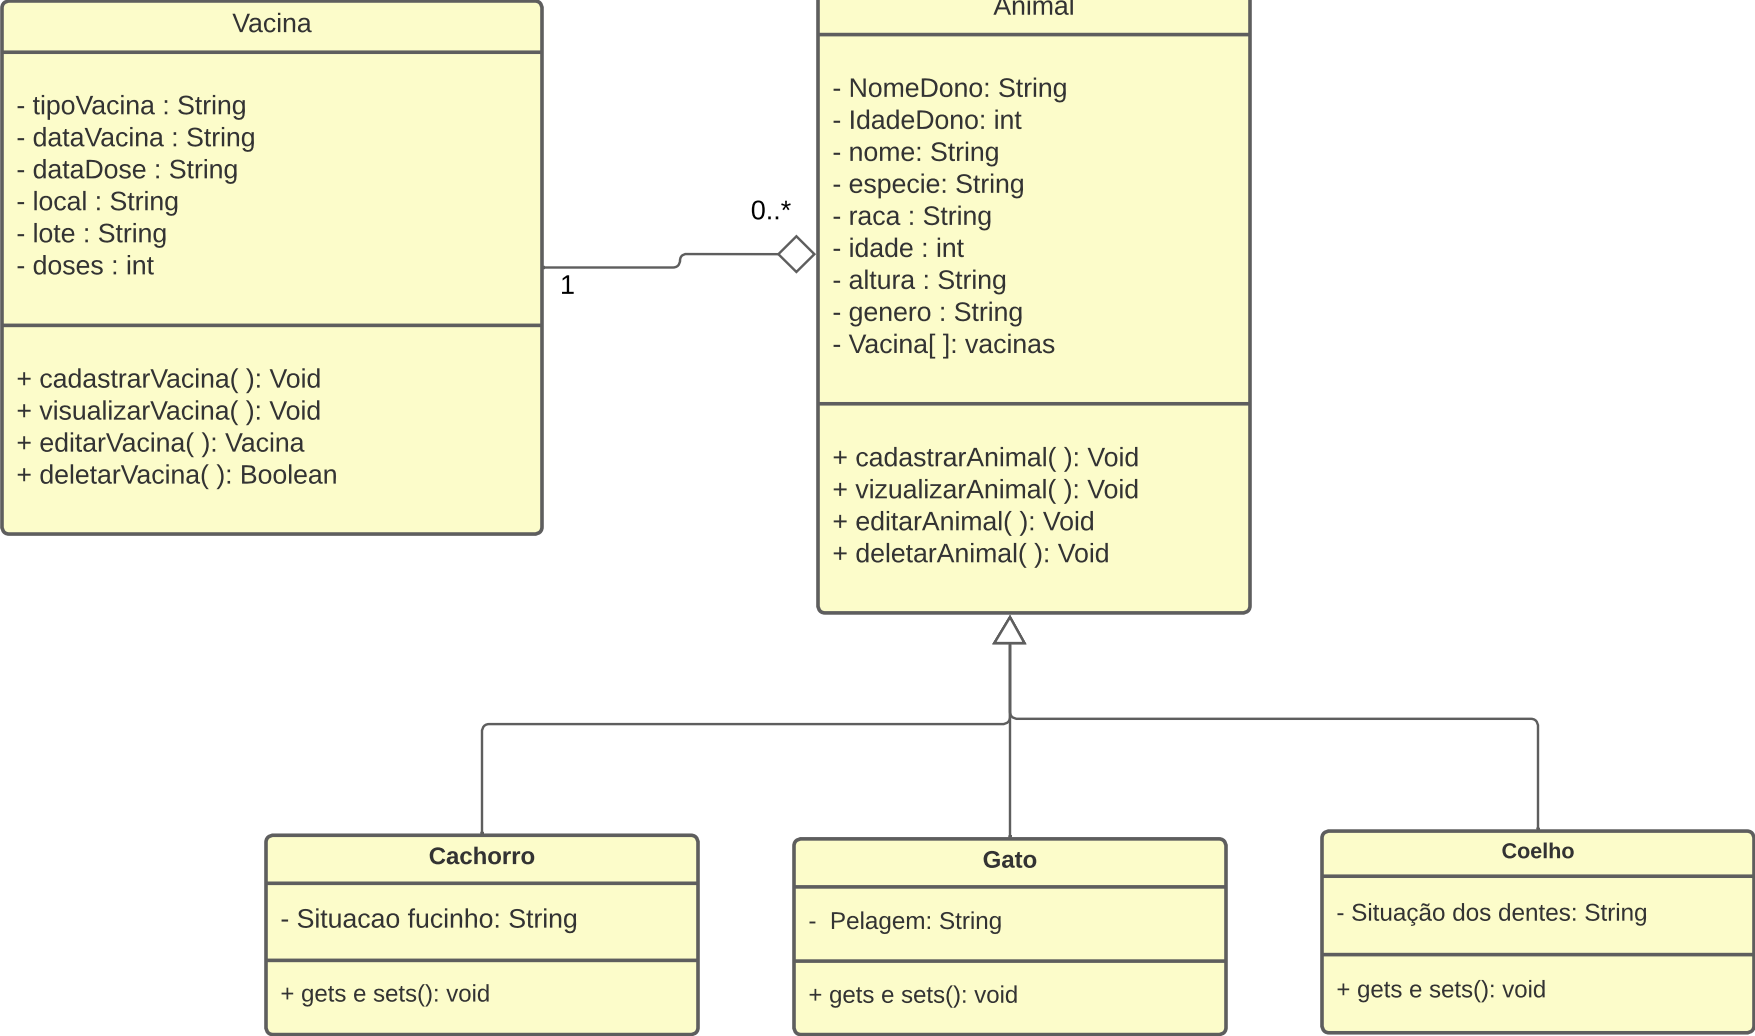 Vacina
- tipoVacina : String
- dataVacina : String
- dataDose : String
- local : String
- lote : String
- doses : int
+ cadastrarVacina( ): Void
+ visualizarVacina( ): Void
+ editarVacina( ): Vacina
+ deletarVacina( ): Boolean
1
0..*
Animal
- NomeDono: String
- IdadeDono: int
- nome: String
- especie: String
- raca : String
- idade : int
- altura : String
- genero : String
- Vacina[ ]: vacinas
+ cadastrarAnimal( ): Void
+ vizualizarAnimal( ): Void
+ editarAnimal( ): Void
+ deletarAnimal( ): Void
Cachorro
- Situacao fucinho: String
+ gets e sets(): void
Gato
-  Pelagem: String
+ gets e sets(): void
Coelho
- Situação dos dentes: String
+ gets e sets(): void